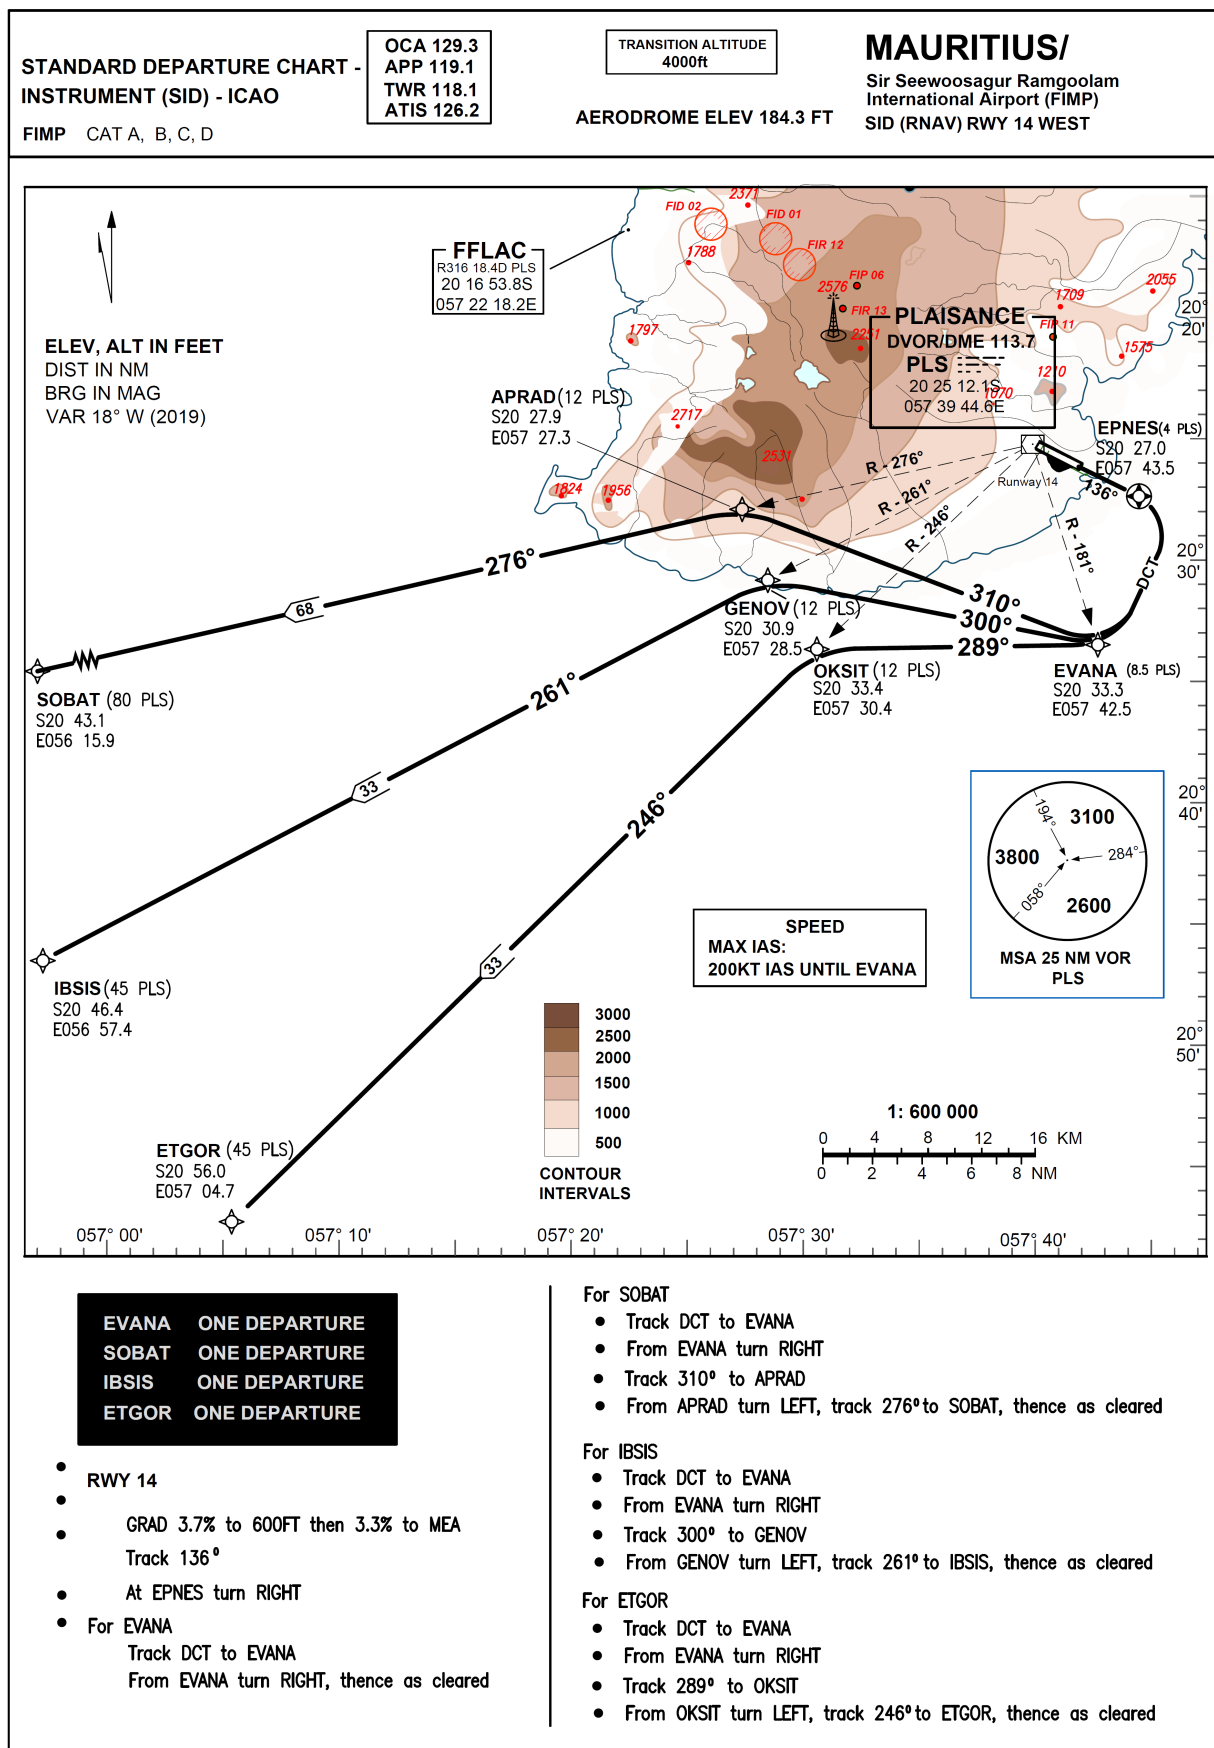 STANDARD DEPARTURE CHART -
INSTRUMENT (SID) - ICAO
FIMP CAT A, B, C, D
OCA 129.3
APP 119.1
TWR 118.1
ATIS 126.2
TRANSITION ALTITUDE
4000ft
AERODROME ELEV 184.3 FT
MAURITIUS/
Sir Seewoosagur Ramgoolam
International Airport (FIMP)
SID (RNAV) RWY 14 WEST
ELEV, ALT IN FEET
DIST IN NM
BRG IN MAG
VAR 18° W (2019)
FFLAC
R316 18.4D PLS
20 16 53.8S
057 22 18.2E
2371
FID 02
FID 01
FIR 12
1788
FIP 06
2576
FIR 13
2251
1797
2055
1709
FIP 11
1575
1210
1070
PLAISANCE
DVOR/DME 113.7
PLS
20 25 12.1S
057 39 44.6E
20°
20'
APRAD (12 PLS)
S20 27.9
E057 27.3
2717
2531
1824
1956
EPNES (4 PLS)
S20 27.0
E057 43.5
R - 276°
R - 261°
R - 246°
R - 181°
Runway 14
136°
DCT
20°
30'
276°
68
310°
300°
289°
GENOV (12 PLS)
S20 30.9
E057 28.5
OKSIT (12 PLS)
S20 33.4
E057 30.4
EVANA (8.5 PLS)
S20 33.3
E057 42.5
SOBAT (80 PLS)
S20 43.1
E056 15.9
261°
33
246°
33
20°
40'
3100
3800
2600
194°
284°
058°
MSA 25 NM VOR
PLS
SPEED
MAX IAS:
200KT IAS UNTIL EVANA
IBSIS (45 PLS)
S20 46.4
E056 57.4
20°
50'
3000
2500
2000
1500
1000
500
CONTOUR
INTERVALS
1: 600 000
0 4 8 12 16 KM
0 2 4 6 8 NM
ETGOR (45 PLS)
S20 56.0
E057 04.7
057° 00' 057° 10' 057° 20' 057° 30' 057° 40'
EVANA ONE DEPARTURE
SOBAT ONE DEPARTURE
IBSIS ONE DEPARTURE
ETGOR ONE DEPARTURE
RWY 14
GRAD 3.7% to 600FT then 3.3% to MEA
Track 136°
At EPNES turn RIGHT
For EVANA
Track DCT to EVANA
From EVANA turn RIGHT, thence as cleared
For SOBAT
Track DCT to EVANA
From EVANA turn RIGHT
Track 310° to APRAD
From APRAD turn LEFT, track 276° to SOBAT, thence as cleared
For IBSIS
Track DCT to EVANA
From EVANA turn RIGHT
Track 300° to GENOV
From GENOV turn LEFT, track 261° to IBSIS, thence as cleared
For ETGOR
Track DCT to EVANA
From EVANA turn RIGHT
Track 289° to OKSIT
From OKSIT turn LEFT, track 246° to ETGOR, thence as cleared